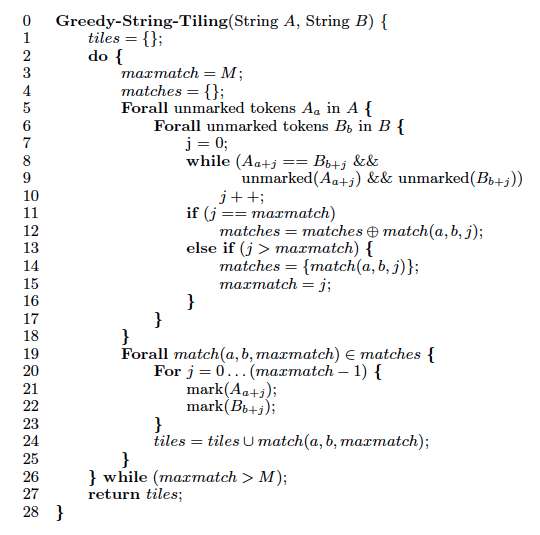 0 Greedy-String-Tiling(String A, String B) {
1 tiles = {};
2 do {
3 maxmatch = M;
4 matches = {};
5 Forall unmarked tokens Aₐ in A {
6 Forall unmarked tokens B_b in B {
7 j = 0;
8 while (A_{a+j} == B_{b+j} &&
9 unmarked(A_{a+j}) && unmarked(B_{b+j}))
10 j + +;
11 if (j == maxmatch)
12 matches = matches ⊕ match(a, b, j);
13 else if (j > maxmatch) {
14 matches = {match(a, b, j)};
15 maxmatch = j;
16 }
17 }
18 }
19 Forall match(a, b, maxmatch) ∈ matches {
20 For j = 0 . . . (maxmatch − 1) {
21 mark(A_{a+j});
22 mark(B_{b+j});
23 }
24 tiles = tiles ∪ match(a, b, maxmatch);
25 }
26 } while (maxmatch > M);
27 return tiles;
28 }